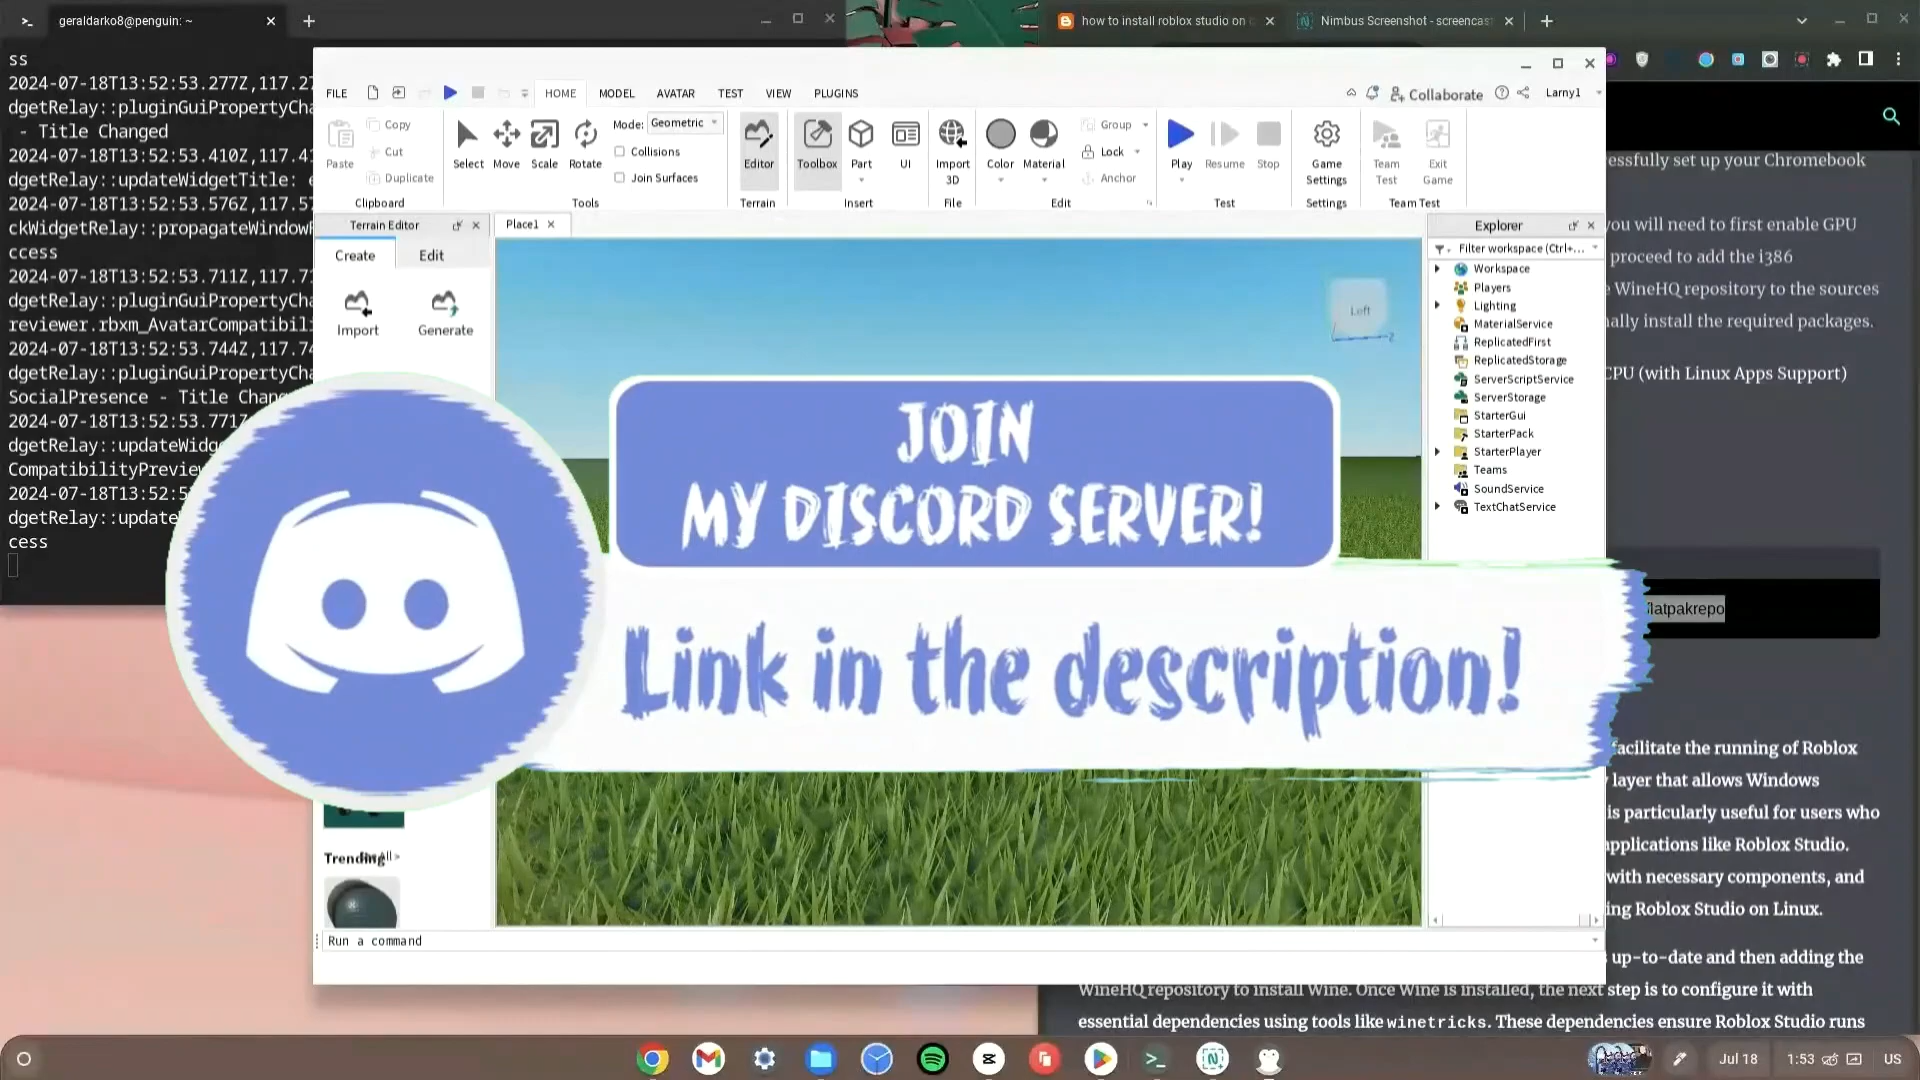 geraldarko8@penguin: ~
how to install roblox studio on c
Nimbus Screenshot - screencas
ss
2024-07-18T13:52:53.277Z,117.27
dgetRelay::pluginGuiPropertyCha
- Title Changed
2024-07-18T13:52:53.410Z,117.41
dgetRelay::updateWidgetTitle: e
2024-07-18T13:52:53.576Z,117.57
ckWidgetRelay::propagateWindow
ccess
2024-07-18T13:52:53.711Z,117.71
dgetRelay::pluginGuiPropertyCha
reviewer.rbxm_AvatarCompatibili
2024-07-18T13:52:53.744Z,117.74
dgetRelay::pluginGuiPropertyCha
SocialPresence - Title Chan
2024-07-18T13:52:53.771
dgetRelay::updateWidg
CompatibilityPrevie
2024-07-18T13:52:5
dgetRelay::update
cess
FILE
HOME
MODEL
AVATAR
TEST
VIEW
PLUGINS
Collaborate
Larny1
Paste
Copy
Cut
Duplicate
Clipboard
Select
Move
Scale
Rotate
Mode:
Geometric
Collisions
Join Surfaces
Tools
Editor
Terrain
Toolbox
Part
UI
Insert
Import
3D
File
Color
Material
Group
Lock
Anchor
Edit
Play
Resume
Stop
Test
Game
Settings
Settings
Team
Test
Exit
Game
Team Test
Terrain Editor
Create
Edit
Import
Generate
Place1
Left
Z
Explorer
Filter workspace (Ctrl+...
Workspace
Players
Lighting
MaterialService
ReplicatedFirst
ReplicatedStorage
ServerScriptService
ServerStorage
StarterGui
StarterPack
StarterPlayer
Teams
SoundService
TextChatService
JOIN
MY DISCORD SERVER!
Link in the description!
Trending
Run a command
essfully set up your Chromebook
you will need to first enable GPU
proceed to add the i386
e WineHQ repository to the sources
nally install the required packages.
CPU (with Linux Apps Support)
latpakrepo
facilitate the running of Roblox
layer that allows Windows
is particularly useful for users who
applications like Roblox Studio.
with necessary components, and
ing Roblox Studio on Linux.
up-to-date and then adding the
WineHQ repository to install Wine. Once Wine is installed, the next step is to configure it with
essential dependencies using tools like winetricks. These dependencies ensure Roblox Studio runs
Jul 18
1:53
US